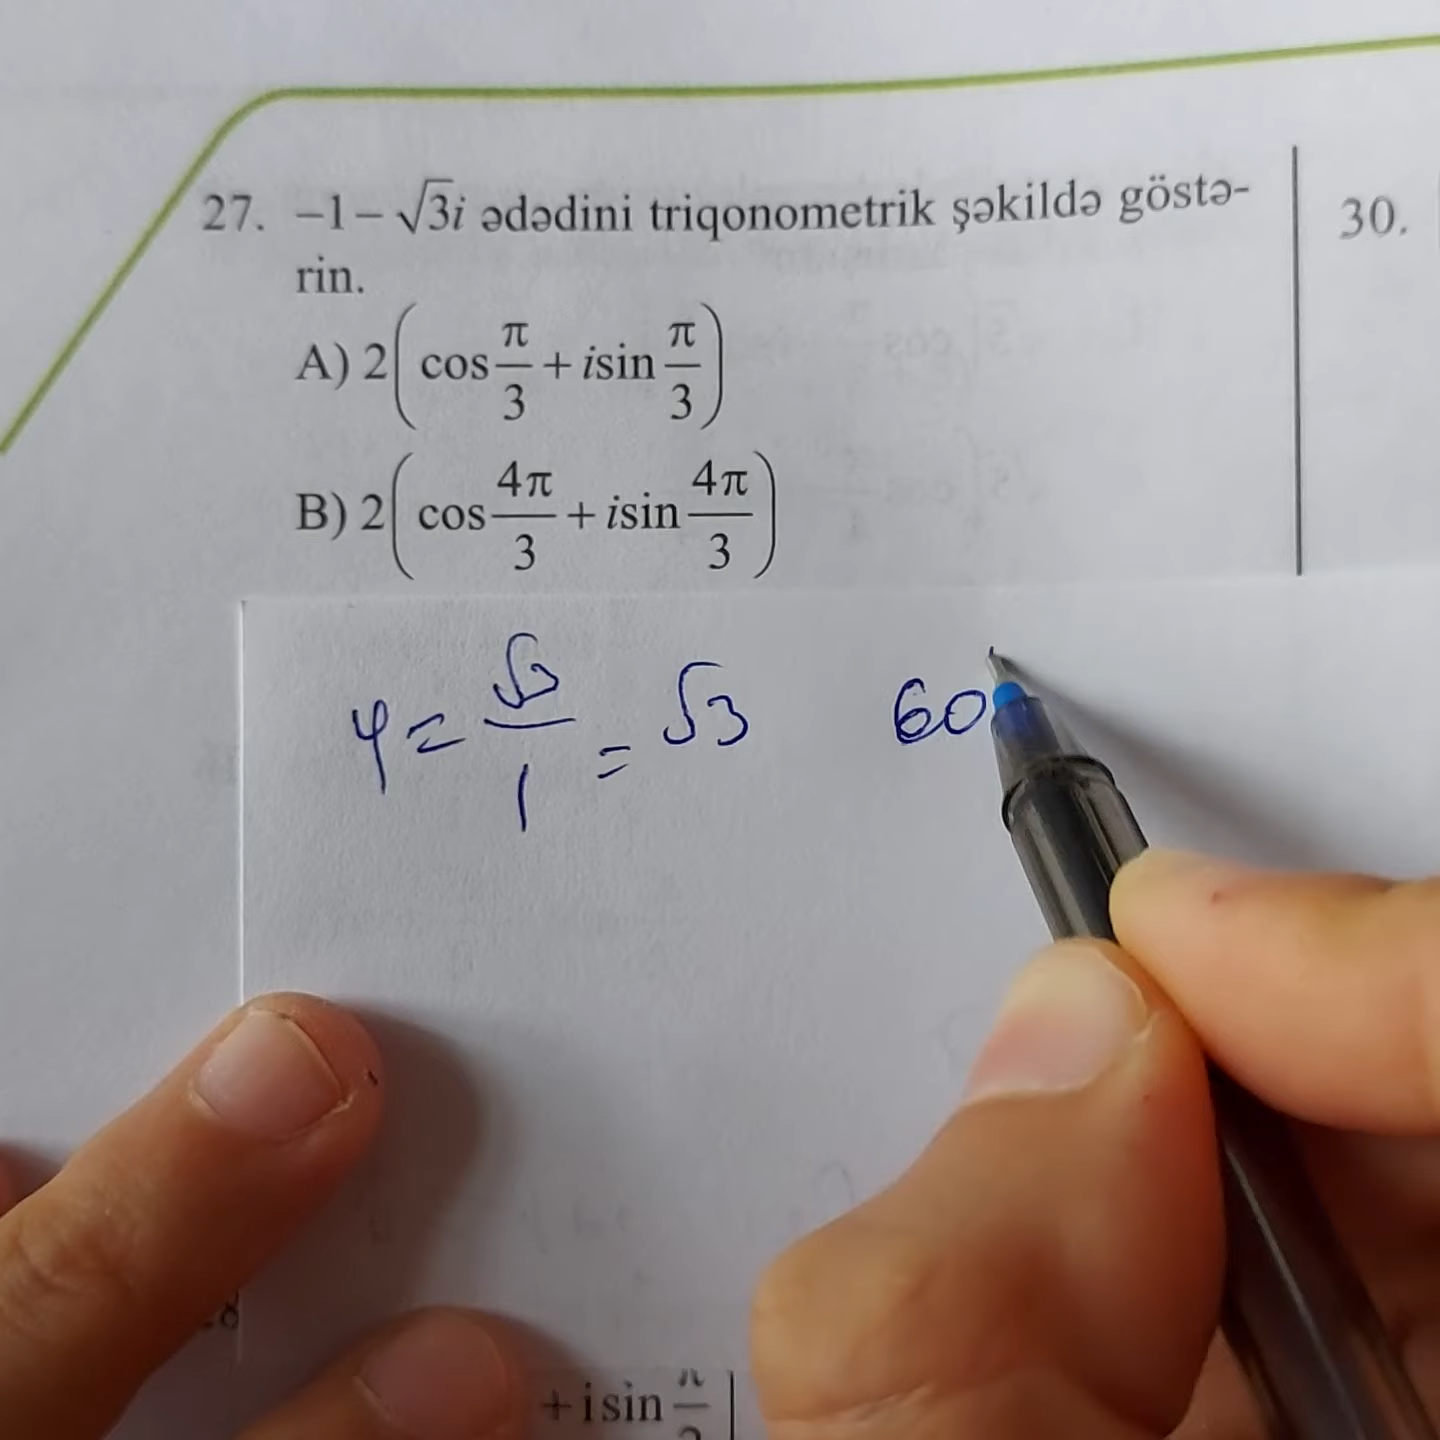 27. −1−√3i ədədini triqonometrik şəkildə göstə-
rin.
A) 2(cos π/3 + isin π/3)
B) 2(cos 4π/3 + isin 4π/3)
30.
φ = √3/1 = √3 60
8
+isin π/